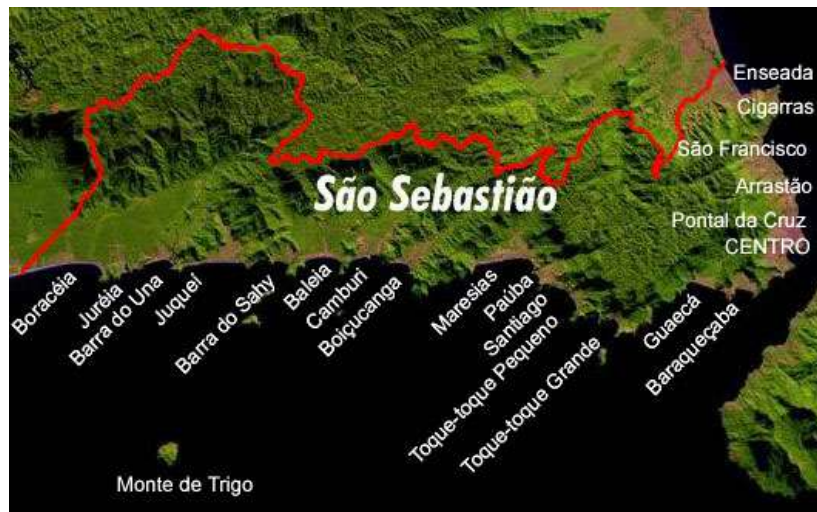 Enseada
Cigarras
São Francisco
São Sebastião
Arrastão
Pontal da Cruz
CENTRO
Boracéia
Juréia
Barra do Una
Juqueí
Barra do Sahy
Baleia
Camburi
Boiçucanga
Maresias
Paúba
Santiago
Toque-toque Pequeno
Toque-toque Grande
Guaecá
Baraqueçaba
Monte de Trigo